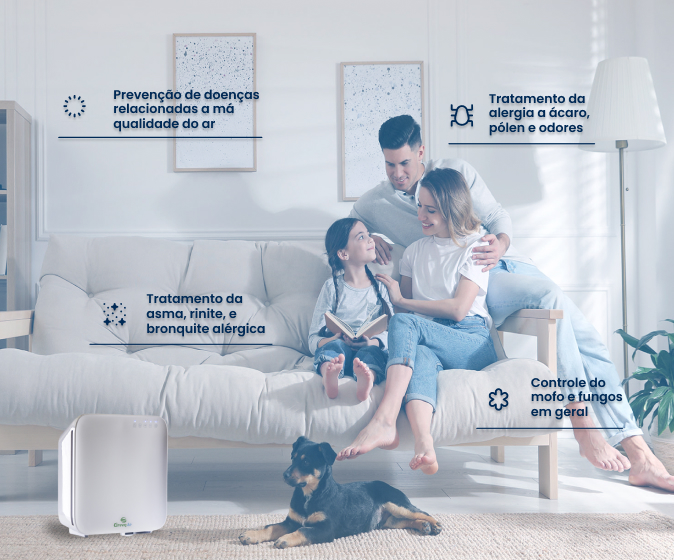 Prevenção de doenças
relacionadas a má
qualidade do ar
Tratamento da
alergia a ácaro,
pólen e odores
Tratamento da
asma, rinite, e
bronquite alérgica
Controle do
mofo e fungos
em geral